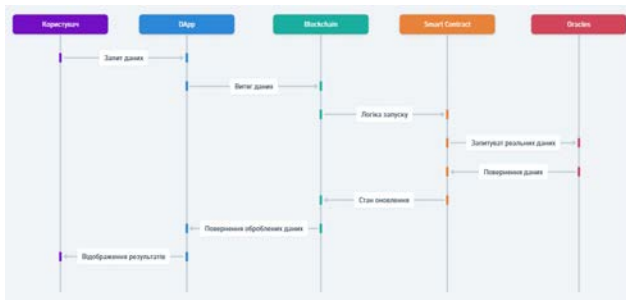 Користувач
DApp
Blockchain
Smart Contract
Oracles
Запит даних
Витяг даних
Логіка запуску
Запитуват реальних даних
Повернення даних
Стан оновлення
Повернення оброблених даних
Відображення результатів